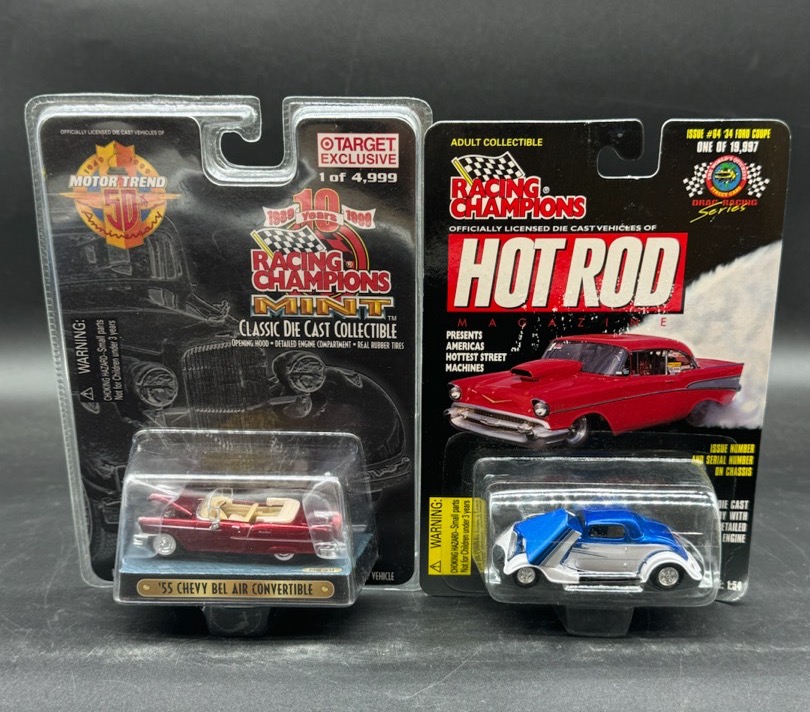 OFFICIALLY LICENSED DIE CAST VEHICLES OF
1949 1999
MOTOR TREND
50th
Anniversary
TARGET
EXCLUSIVE
1 of 4,999
1989 10 Years 1999
RACING
CHAMPIONS®
MINT™
CLASSIC DIE CAST COLLECTIBLE
OPENING HOOD • DETAILED ENGINE COMPARTMENT • REAL RUBBER TIRES
WARNING:
CHOKING HAZARD-Small parts
Not for Children under 3 years
'55 CHEVY BEL AIR CONVERTIBLE
VEHICLE
ADULT COLLECTIBLE
ISSUE #64 '34 FORD COUPE
ONE OF 19,997
RACING
CHAMPIONS®
DRAG RACING
Series
OFFICIALLY LICENSED DIE CAST VEHICLES OF
HOT ROD
MAGAZINE
PRESENTS
AMERICAS
HOTTEST STREET
MACHINES
ISSUE NUMBER
AND SERIAL NUMBER
ON CHASSIS
DIE CAST
WITH
DETAILED
ENGINE
1:54
WARNING:
CHOKING HAZARD-Small parts
Not for Children under 3 years